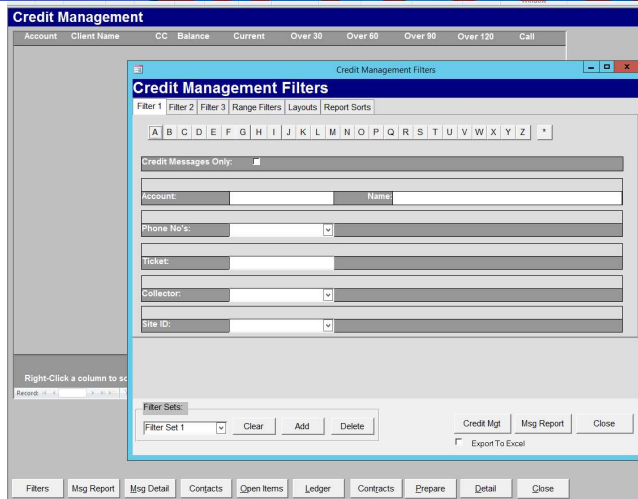 Window
Credit Management
Account Client Name CC Balance Current Over 30 Over 60 Over 90 Over 120 Call
Credit Management Filters
Credit Management Filters
Filter 1 Filter 2 Filter 3 Range Filters Layouts Report Sorts
A B C D E F G H I J K L M N O P Q R S T U V W X Y Z *
Credit Messages Only:
Account: Name:
Phone No's:
Ticket:
Collector:
Site ID:
Right-Click a column to so
Record:
Filter Sets:
Filter Set 1 Clear Add Delete Credit Mgt Msg Report Close
Export To Excel
Filters Msg Report Msg Detail Contacts Open Items Ledger Contracts Prepare Detail Close